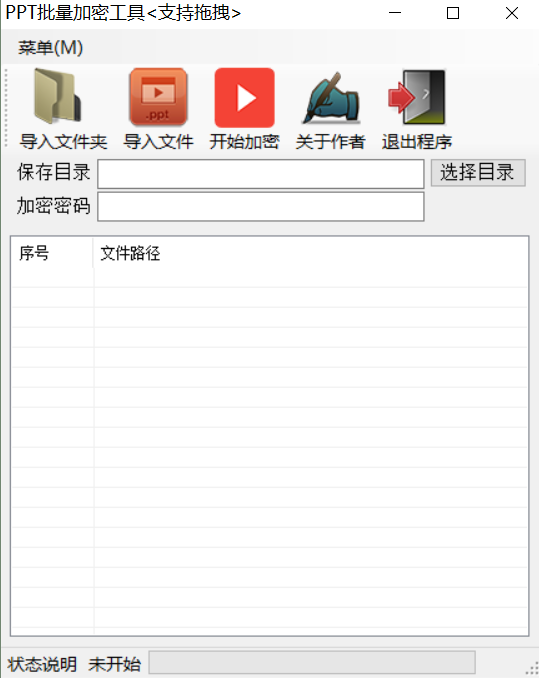 PPT批量加密工具<支持拖拽>
菜单(M)
.ppt
导入文件夹 导入文件 开始加密 关于作者 退出程序
保存目录 选择目录
加密密码
序号 文件路径
状态说明 未开始